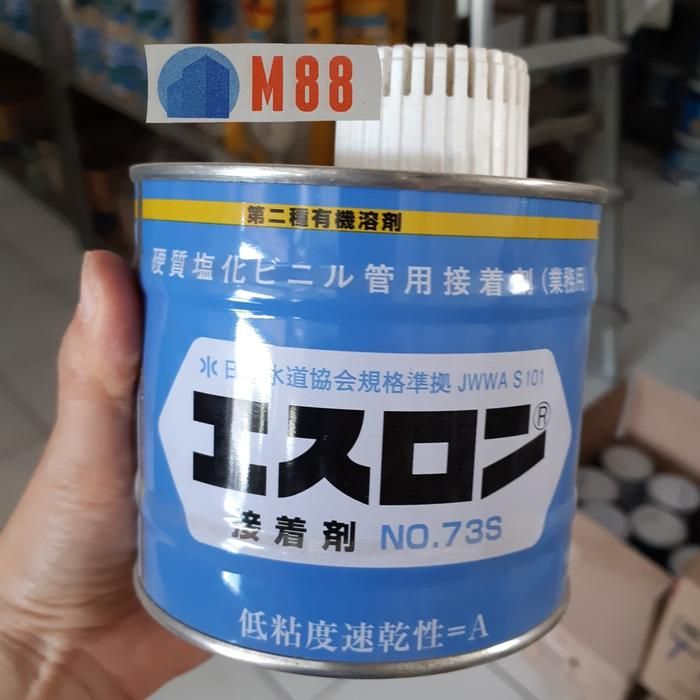 M88
第二種有機溶剤
硬質塩化ビニル管用接着剤(業務用)
日本水道協会規格準拠 JWWA S 101
エスロン®
接着剤 NO.73S
低粘度速乾性=A